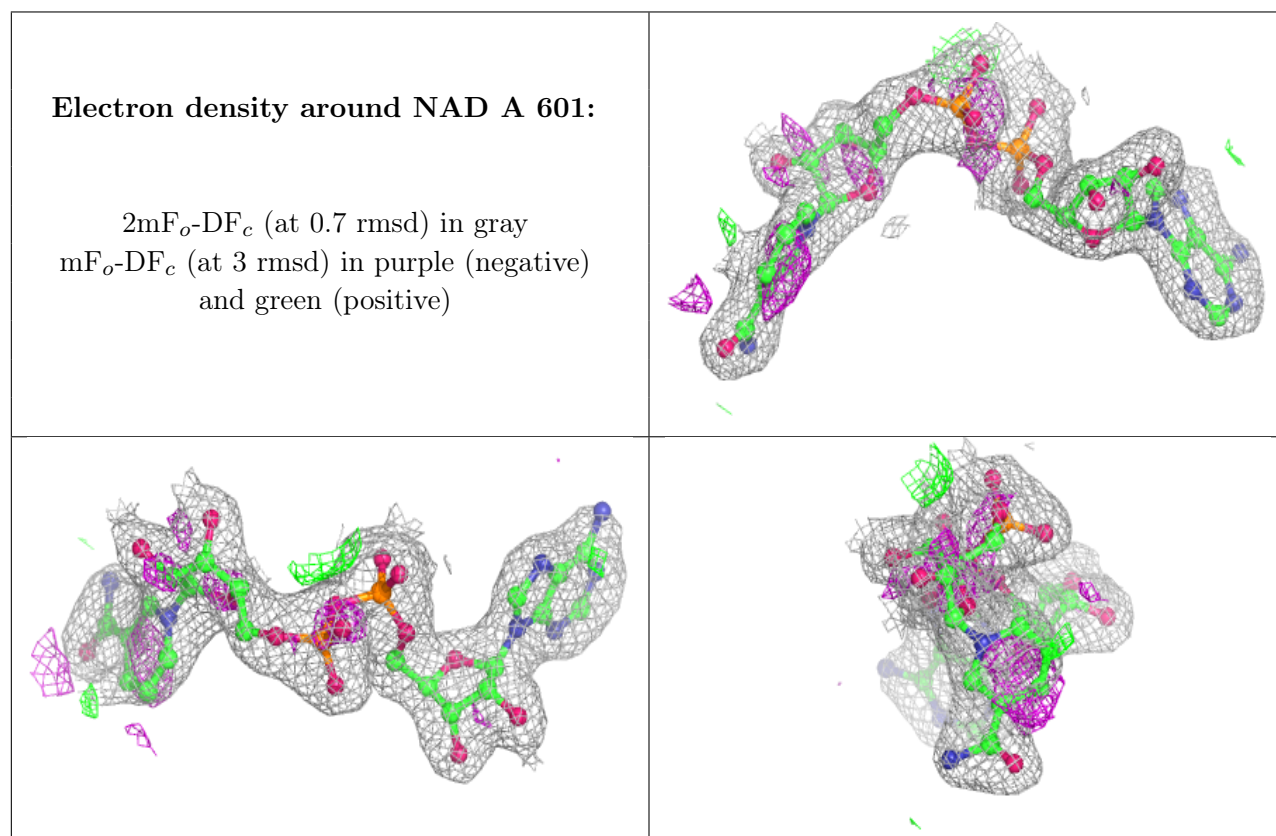 Electron density around NAD A 601:
2mFo-DFc (at 0.7 rmsd) in gray
mFo-DFc (at 3 rmsd) in purple (negative)
and green (positive)